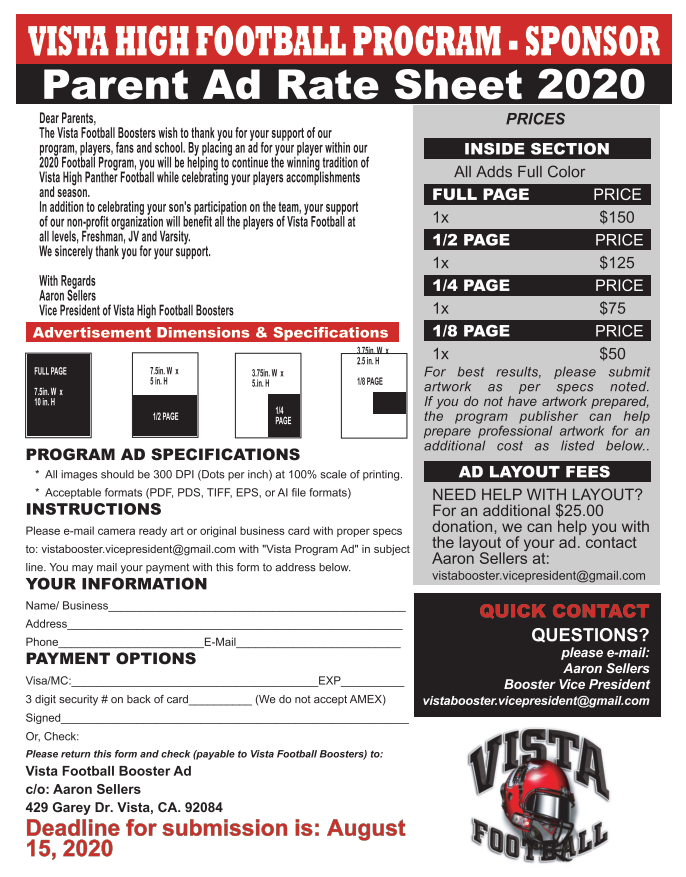 VISTA HIGH FOOTBALL PROGRAM - SPONSOR
Parent Ad Rate Sheet 2020
Dear Parents,
The Vista Football Boosters wish to thank you for your support of our
program, players, fans and school. By placing an ad for your player within our
2020 Football Program, you will be helping to continue the winning tradition of
Vista High Panther Football while celebrating your players accomplishments
and season.
In addition to celebrating your son's participation on the team, your support
of our non-profit organization will benefit all the players of Vista Football at
all levels, Freshman, JV and Varsity.
We sincerely thank you for your support.
With Regards
Aaron Sellers
Vice President of Vista High Football Boosters
Advertisement Dimensions & Specifications
FULL PAGE
7.5in. W x
10 in. H
7.5in. W x
5 in. H
1/2 PAGE
3.75in. W x
5.in. H
1/4
PAGE
3.75in. W x
2.5 in. H
1/8 PAGE
PROGRAM AD SPECIFICATIONS
* All images should be 300 DPI (Dots per inch) at 100% scale of printing.
* Acceptable formats (PDF, PDS, TIFF, EPS, or AI file formats)
INSTRUCTIONS
Please e-mail camera ready art or original business card with proper specs
to: vistabooster.vicepresident@gmail.com with "Vista Program Ad" in subject
line. You may mail your payment with this form to address below.
YOUR INFORMATION
Name/ Business________________________________________________
Address______________________________________________________
Phone_______________________E-Mail__________________________
PAYMENT OPTIONS
Visa/MC:_______________________________________EXP__________
3 digit security # on back of card__________ (We do not accept AMEX)
Signed________________________________________________________
Or, Check:
Please return this form and check (payable to Vista Football Boosters) to:
Vista Football Booster Ad
c/o: Aaron Sellers
429 Garey Dr. Vista, CA. 92084
Deadline for submission is: August
15, 2020
PRICES
INSIDE SECTION
All Adds Full Color
FULL PAGE PRICE
1x $150
1/2 PAGE PRICE
1x $125
1/4 PAGE PRICE
1x $75
1/8 PAGE PRICE
1x $50
For best results, please submit
artwork as per specs noted.
If you do not have artwork prepared,
the program publisher can help
prepare professional artwork for an
additional cost as listed below..
AD LAYOUT FEES
NEED HELP WITH LAYOUT?
For an additional $25.00
donation, we can help you with
the layout of your ad. contact
Aaron Sellers at:
vistabooster.vicepresident@gmail.com
QUICK CONTACT
QUESTIONS?
please e-mail:
Aaron Sellers
Booster Vice President
vistabooster.vicepresident@gmail.com
VISTA
FOOTBALL